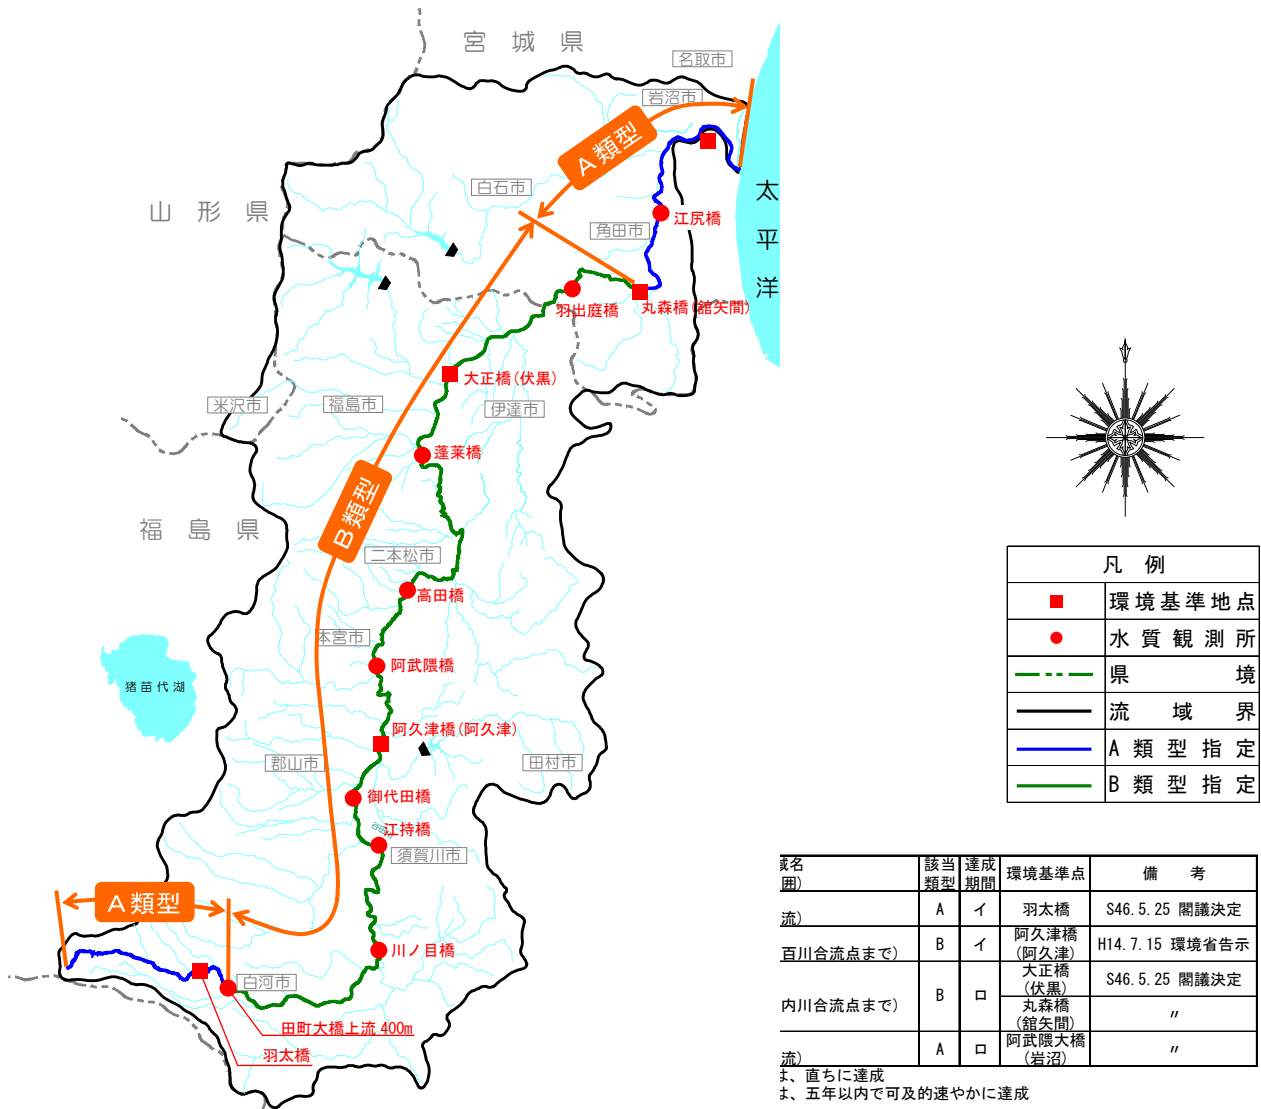 宮城県
名取市
岩沼市
A類型
白石市
太平洋
山形県
江尻橋
角田市
羽出庭橋
丸森橋(舘矢間)
大正橋(伏黒)
米沢市
福島市
伊達市
蓬莱橋
B類型
福島県
二本松市
高田橋
本宮市
阿武隈橋
猪苗代湖
阿久津橋(阿久津)
郡山市
田村市
御代田橋
江持橋
須賀川市
A類型
川ノ目橋
白河市
田町大橋上流400m
羽太橋
凡例
環境基準地点
水質観測所
県境
流域界
A類型指定
B類型指定
域名 該当 達成 環境基準点 備考
囲) 類型 期間
流) A イ 羽太橋 S46.5.25 閣議決定
百川合流点まで) B イ 阿久津橋 H14.7.15 環境省告示
(阿久津)
内川合流点まで) B ロ 大正橋 S46.5.25 閣議決定
(伏黒)
丸森橋 〃
(舘矢間)
流) A ロ 阿武隈大橋 〃
(岩沼)
は、直ちに達成
は、五年以内で可及的速やかに達成